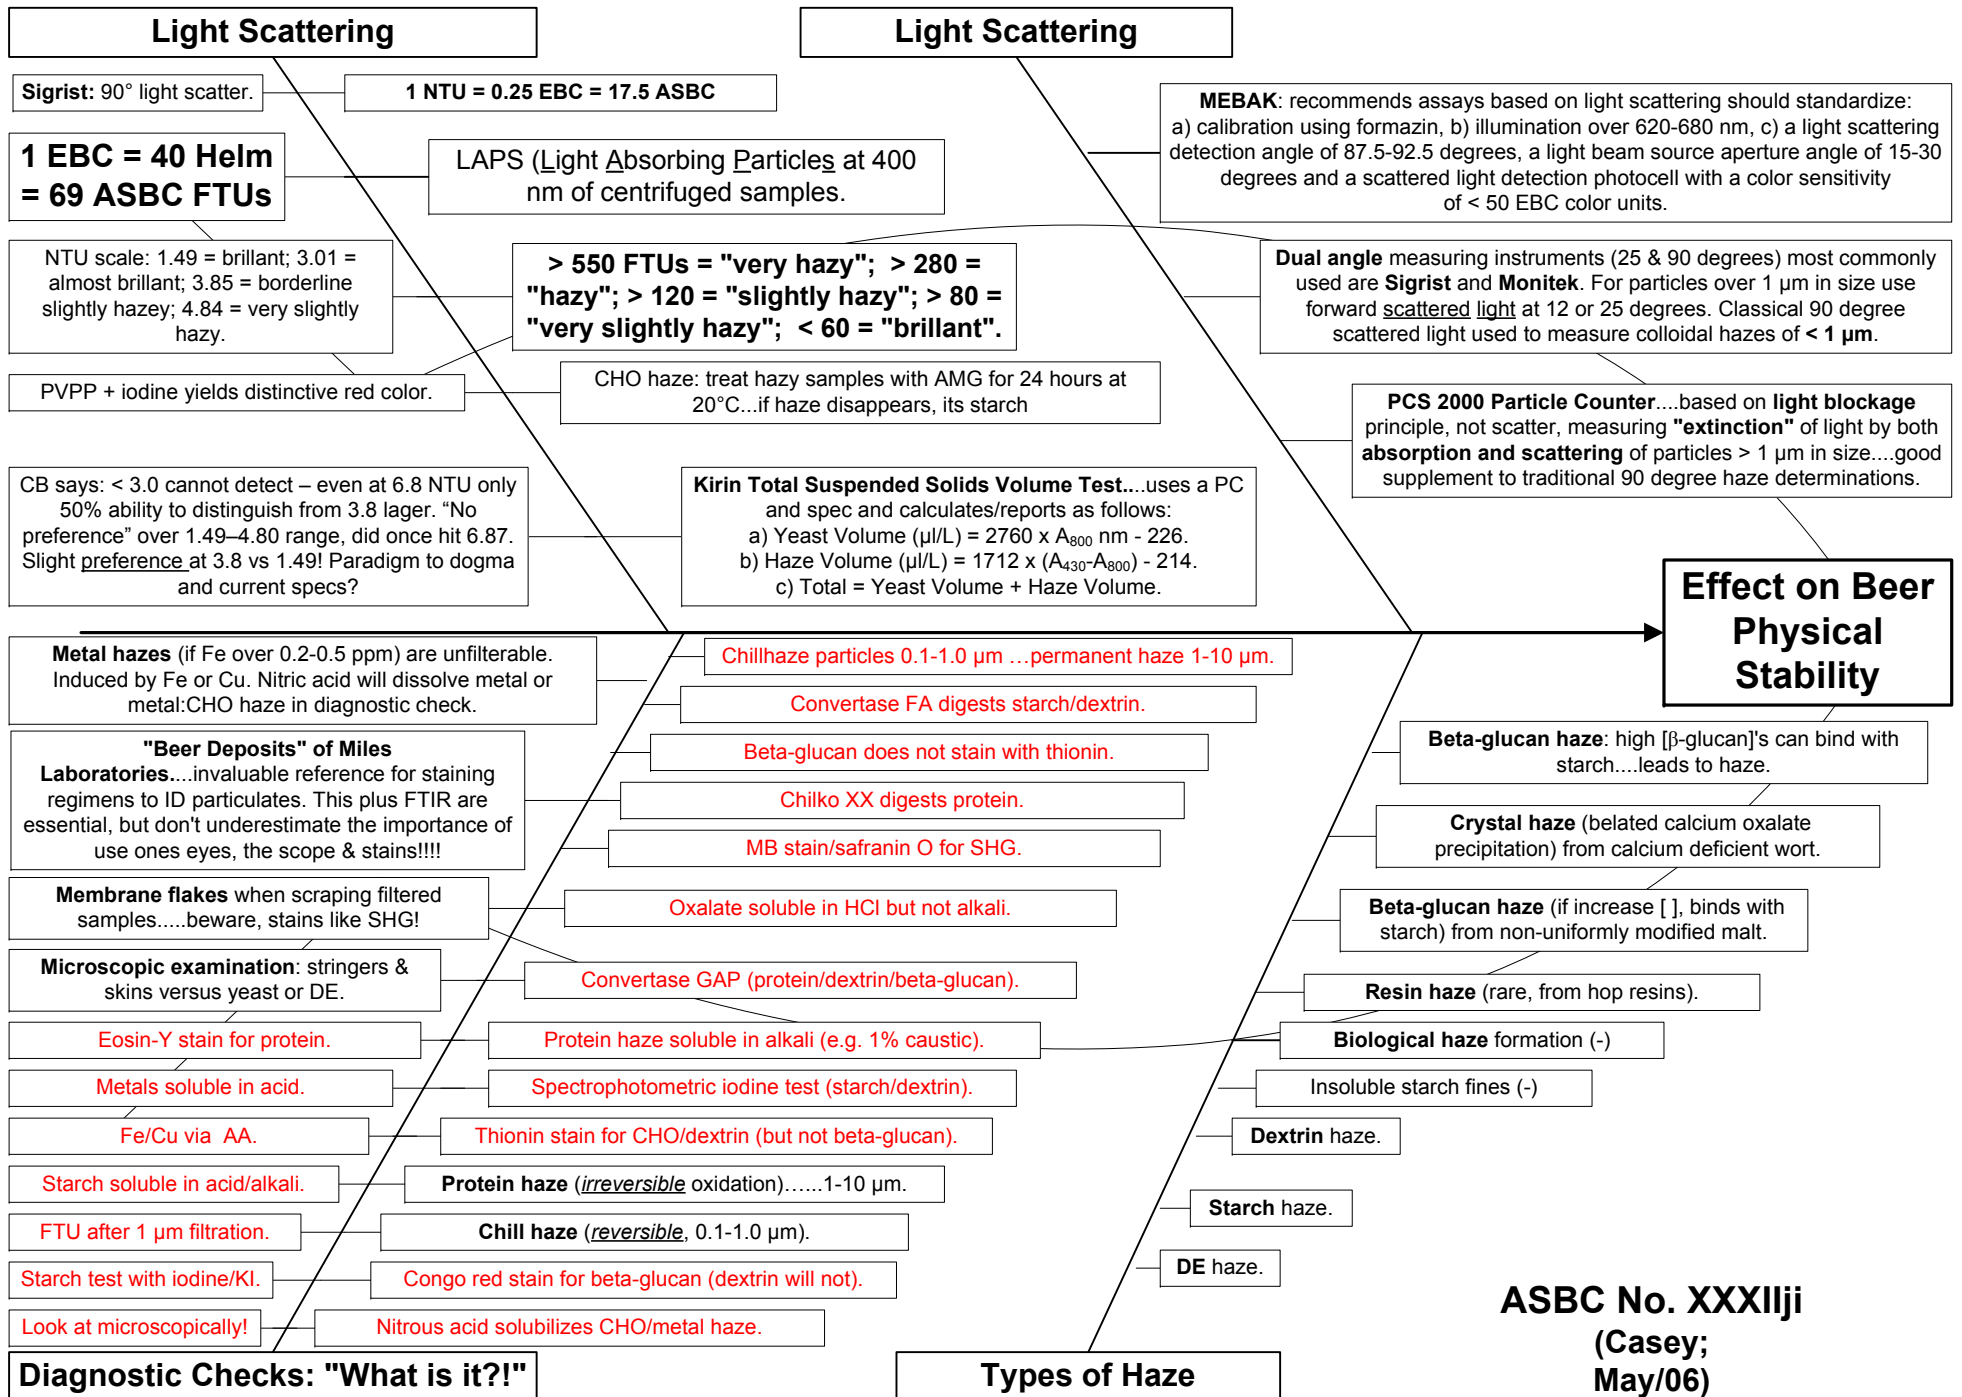 Light Scattering
Light Scattering
Sigrist: 90° light scatter.
1 NTU = 0.25 EBC = 17.5 ASBC
1 EBC = 40 Helm
= 69 ASBC FTUs
LAPS (Light Absorbing Particles at 400
nm of centrifuged samples.
MEBAK: recommends assays based on light scattering should standardize:
a) calibration using formazin, b) illumination over 620-680 nm, c) a light scattering
detection angle of 87.5-92.5 degrees, a light beam source aperture angle of 15-30
degrees and a scattered light detection photocell with a color sensitivity
of < 50 EBC color units.
NTU scale: 1.49 = brillant; 3.01 =
almost brillant; 3.85 = borderline
slightly hazey; 4.84 = very slightly
hazy.
> 550 FTUs = "very hazy"; > 280 =
"hazy"; > 120 = "slightly hazy"; > 80 =
"very slightly hazy"; < 60 = "brillant".
Dual angle measuring instruments (25 & 90 degrees) most commonly
used are Sigrist and Monitek. For particles over 1 µm in size use
forward scattered light at 12 or 25 degrees. Classical 90 degree
scattered light used to measure colloidal hazes of < 1 µm.
PVPP + iodine yields distinctive red color.
CHO haze: treat hazy samples with AMG for 24 hours at
20°C...if haze disappears, its starch
PCS 2000 Particle Counter....based on light blockage
principle, not scatter, measuring "extinction" of light by both
absorption and scattering of particles > 1 µm in size....good
supplement to traditional 90 degree haze determinations.
CB says: < 3.0 cannot detect – even at 6.8 NTU only
50% ability to distinguish from 3.8 lager. “No
preference” over 1.49–4.80 range, did once hit 6.87.
Slight preference at 3.8 vs 1.49! Paradigm to dogma
and current specs?
Kirin Total Suspended Solids Volume Test.....uses a PC
and spec and calculates/reports as follows:
a) Yeast Volume (µl/L) = 2760 x A800 nm - 226.
b) Haze Volume (µl/L) = 1712 x (A430-A800) - 214.
c) Total = Yeast Volume + Haze Volume.
Effect on Beer
Physical
Stability
Metal hazes (if Fe over 0.2-0.5 ppm) are unfilterable.
Induced by Fe or Cu. Nitric acid will dissolve metal or
metal:CHO haze in diagnostic check.
Chillhaze particles 0.1-1.0 µm …permanent haze 1-10 µm.
Convertase FA digests starch/dextrin.
"Beer Deposits" of Miles
Laboratories....invaluable reference for staining
regimens to ID particulates. This plus FTIR are
essential, but don't underestimate the importance of
use ones eyes, the scope & stains!!!!
Beta-glucan does not stain with thionin.
Chilko XX digests protein.
MB stain/safranin O for SHG.
Beta-glucan haze: high [β-glucan]'s can bind with
starch....leads to haze.
Crystal haze (belated calcium oxalate
precipitation) from calcium deficient wort.
Membrane flakes when scraping filtered
samples.....beware, stains like SHG!
Oxalate soluble in HCl but not alkali.
Beta-glucan haze (if increase [ ], binds with
starch) from non-uniformly modified malt.
Microscopic examination: stringers &
skins versus yeast or DE.
Convertase GAP (protein/dextrin/beta-glucan).
Resin haze (rare, from hop resins).
Eosin-Y stain for protein.
Protein haze soluble in alkali (e.g. 1% caustic).
Biological haze formation (-)
Metals soluble in acid.
Spectrophotometric iodine test (starch/dextrin).
Insoluble starch fines (-)
Fe/Cu via AA.
Thionin stain for CHO/dextrin (but not beta-glucan).
Dextrin haze.
Starch soluble in acid/alkali.
Protein haze (irreversible oxidation)…...1-10 µm.
Starch haze.
FTU after 1 µm filtration.
Chill haze (reversible, 0.1-1.0 µm).
DE haze.
Starch test with iodine/KI.
Congo red stain for beta-glucan (dextrin will not).
Look at microscopically!
Nitrous acid solubilizes CHO/metal haze.
ASBC No. XXXIIji
(Casey;
May/06)
Diagnostic Checks: "What is it?!"
Types of Haze